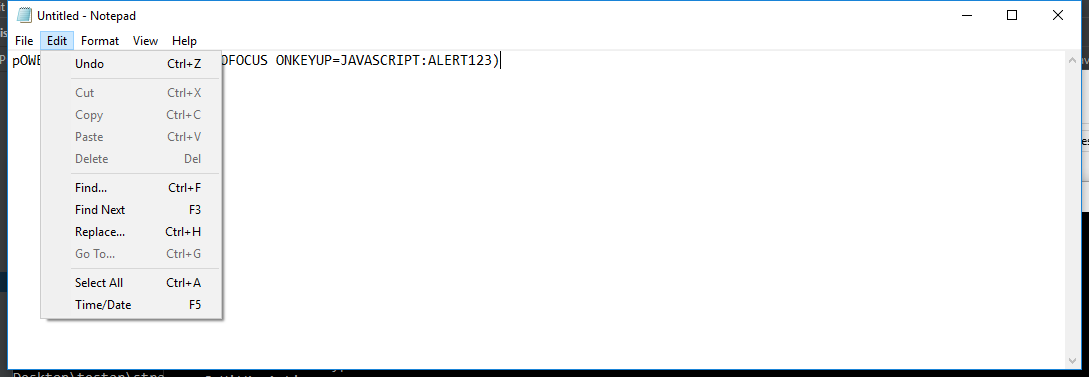 Untitled - Notepad
File Edit Format View Help
pOWE OFOCUS ONKEYUP=JAVASCRIPT:ALERT123)
Undo Ctrl+Z
Cut Ctrl+X
Copy Ctrl+C
Paste Ctrl+V
Delete Del
Find... Ctrl+F
Find Next F3
Replace... Ctrl+H
Go To... Ctrl+G
Select All Ctrl+A
Time/Date F5